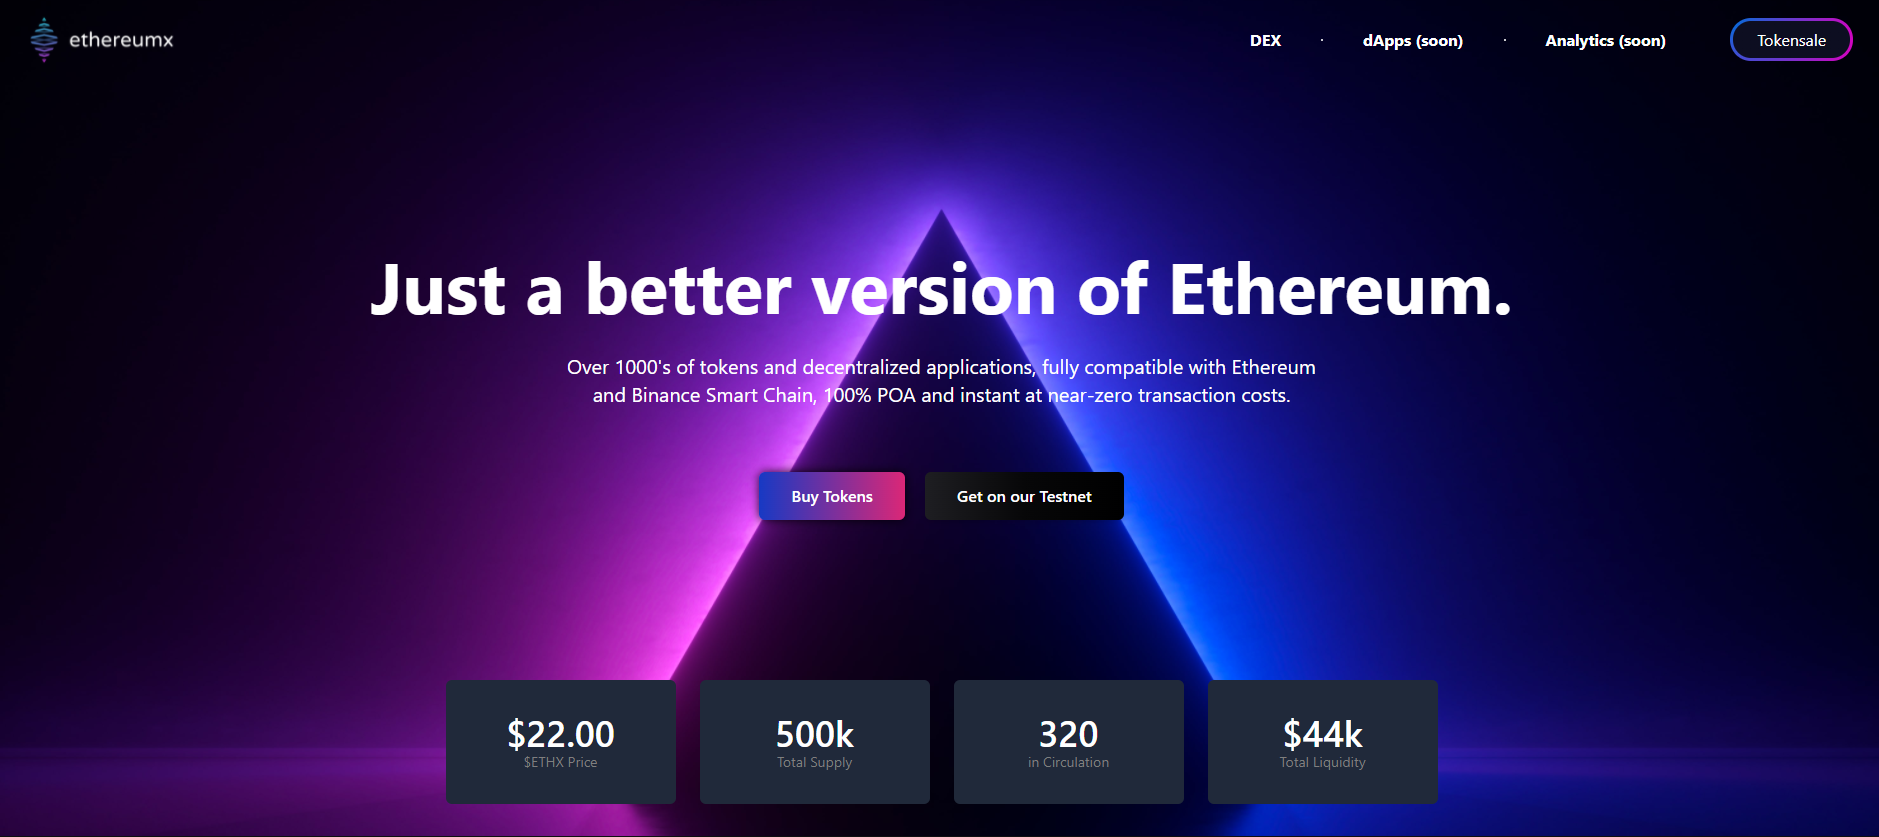 ethereumx
DEX · dApps (soon) · Analytics (soon) Tokensale
Just a better version of Ethereum.
Over 1000's of tokens and decentralized applications, fully compatible with Ethereum
and Binance Smart Chain, 100% POA and instant at near-zero transaction costs.
Buy Tokens Get on our Testnet
$22.00 500k 320 $44k
$ETHX Price Total Supply in Circulation Total Liquidity